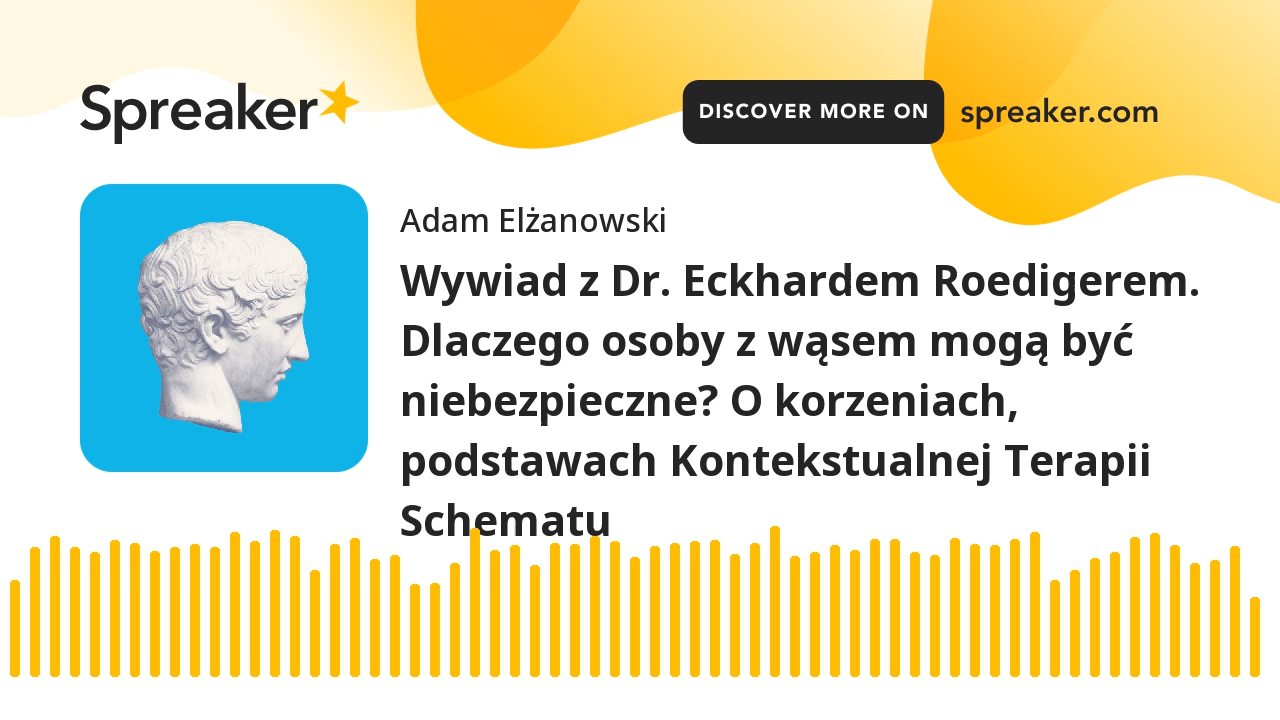 Spreaker
DISCOVER MORE ON spreaker.com
Adam Elżanowski
Wywiad z Dr. Eckhardem Roedigerem.
Dlaczego osoby z wąsem mogą być
niebezpieczne? O korzeniach,
podstawach Kontekstualnej Terapii
Schematu